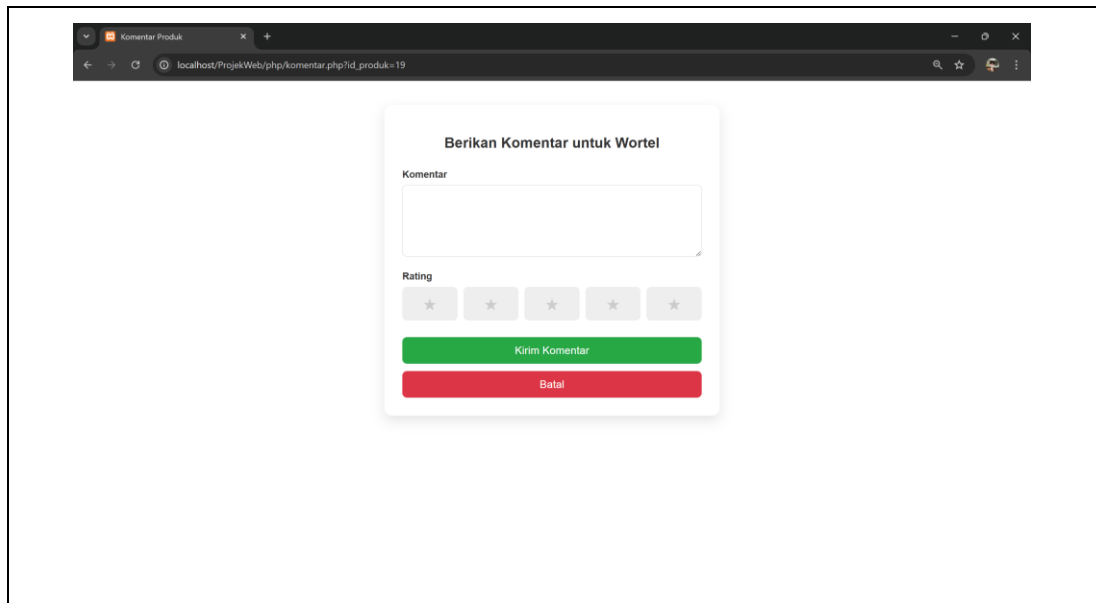 Komentar Produk
localhost/ProjekWeb/php/komentar.php?id_produk=19
Berikan Komentar untuk Wortel
Komentar
Rating
Kirim Komentar
Batal